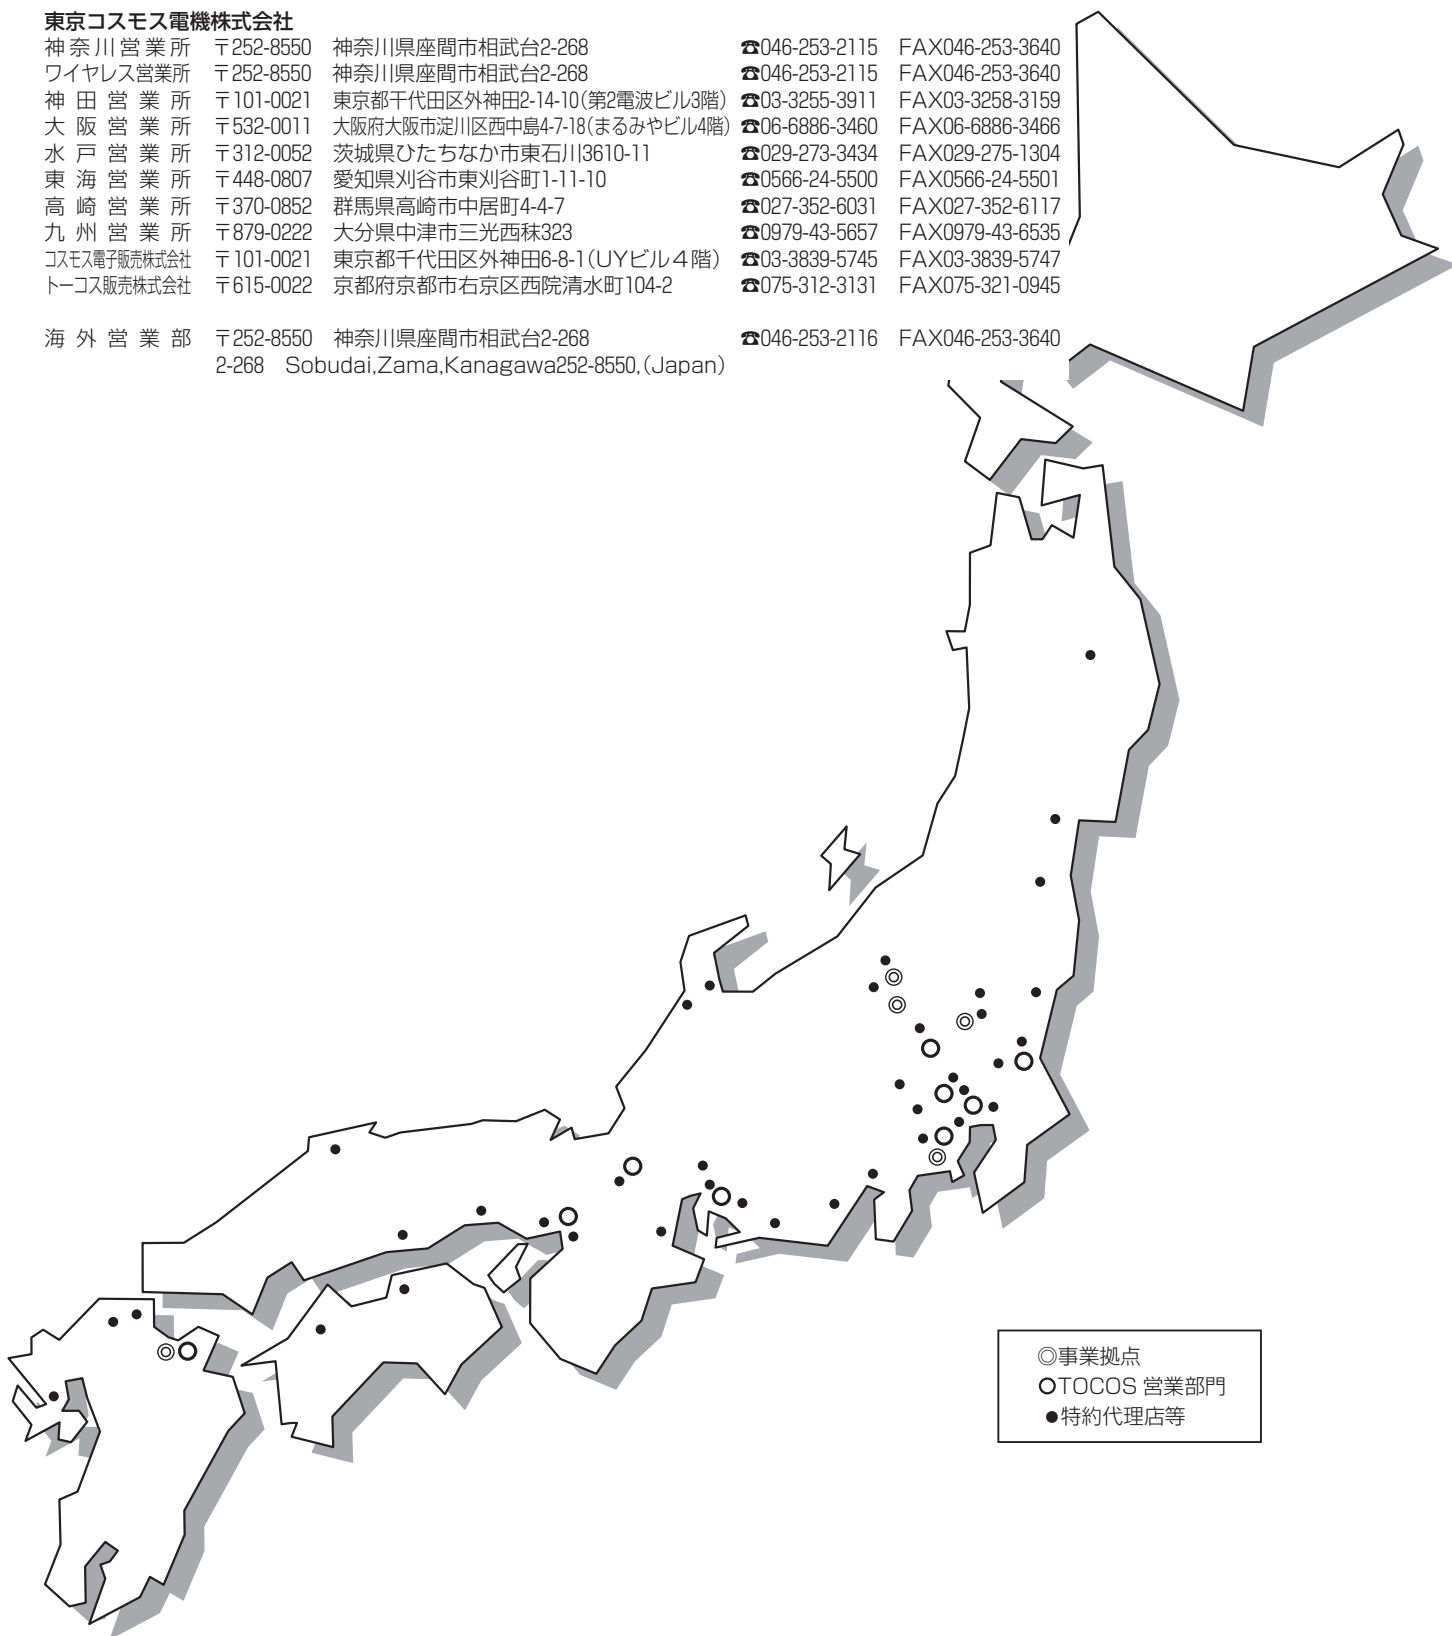 東京コスモス電機株式会社
神奈川営業所 〒252-8550 神奈川県座間市相武台2-268 ☎046-253-2115 FAX046-253-3640
ワイヤレス営業所 〒252-8550 神奈川県座間市相武台2-268 ☎046-253-2115 FAX046-253-3640
神田営業所 〒101-0021 東京都千代田区外神田2-14-10(第2電波ビル3階) ☎03-3255-3911 FAX03-3258-3159
大阪営業所 〒532-0011 大阪府大阪市淀川区西中島4-7-18(まるみやビル4階) ☎06-6886-3460 FAX06-6886-3466
水戸営業所 〒312-0052 茨城県ひたちなか市東石川3610-11 ☎029-273-3434 FAX029-275-1304
東海営業所 〒448-0807 愛知県刈谷市東刈谷町1-11-10 ☎0566-24-5500 FAX0566-24-5501
高崎営業所 〒370-0852 群馬県高崎市中居町4-4-7 ☎027-352-6031 FAX027-352-6117
九州営業所 〒879-0222 大分県中津市三光西秣323 ☎0979-43-5657 FAX0979-43-6535
コスモス電子販売株式会社 〒101-0021 東京都千代田区外神田6-8-1(UYビル4階) ☎03-3839-5745 FAX03-3839-5747
トーコス販売株式会社 〒615-0022 京都府京都市右京区西院清水町104-2 ☎075-312-3131 FAX075-321-0945
海外営業部 〒252-8550 神奈川県座間市相武台2-268 ☎046-253-2116 FAX046-253-3640
2-268 Sobudai,Zama,Kanagawa252-8550,(Japan)
◎事業拠点
○TOCOS 営業部門
●特約代理店等